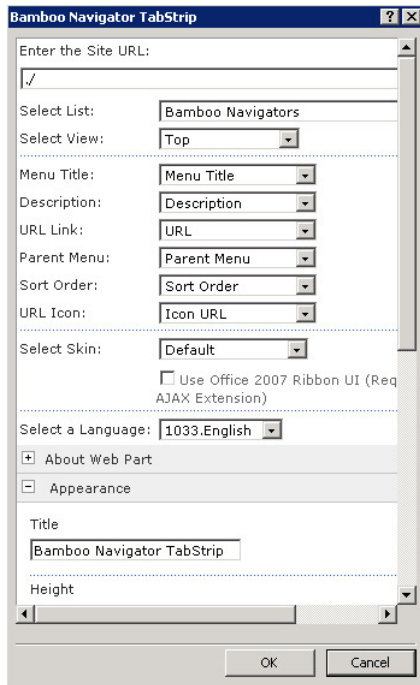 Bamboo Navigator TabStrip
Enter the Site URL:
./
Select List: Bamboo Navigators
Select View: Top
Menu Title: Menu Title
Description: Description
URL Link: URL
Parent Menu: Parent Menu
Sort Order: Sort Order
URL Icon: Icon URL
Select Skin: Default
Use Office 2007 Ribbon UI (Req
AJAX Extension)
Select a Language: 1033.English
About Web Part
Appearance
Title
Bamboo Navigator TabStrip
Height
OK Cancel